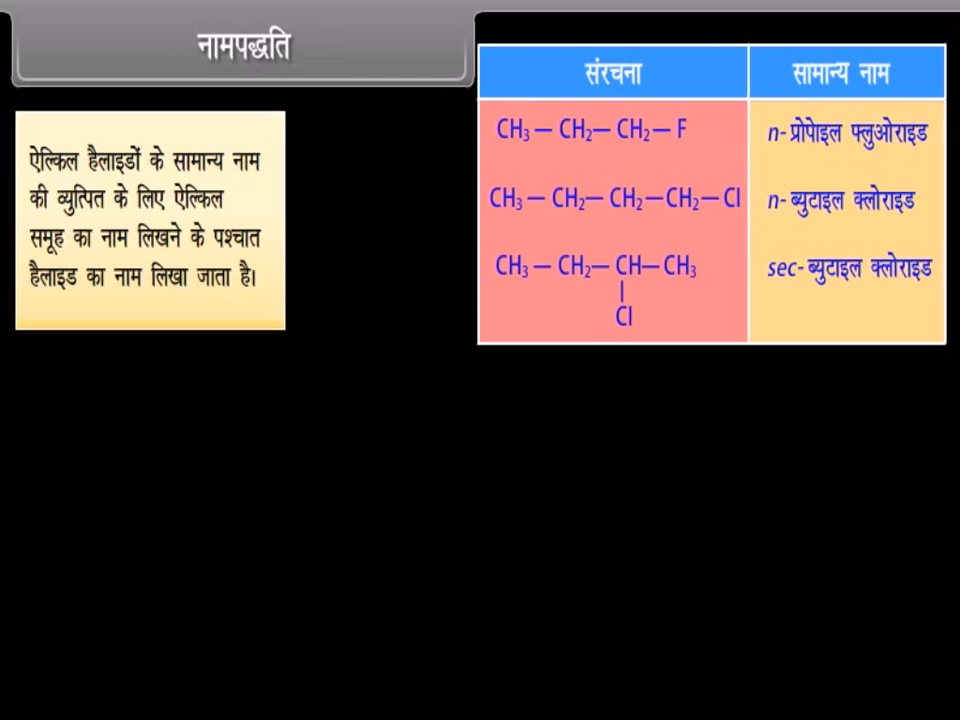 नामपद्धति
ऐल्किल हैलाइडों के सामान्य नाम
की व्युत्पित के लिए ऐल्किल
समूह का नाम लिखने के पश्चात
हैलाइड का नाम लिखा जाता है।
संरचना सामान्य नाम
CH₃ — CH₂ — CH₂ — F n- प्रोपेाइल फ्लुओराइड
CH₃ — CH₂ — CH₂ — CH₂ — Cl n- ब्युटाइल क्लोराइड
CH₃ — CH₂ — CH — CH₃ sec- ब्युटाइल क्लोराइड
|
Cl